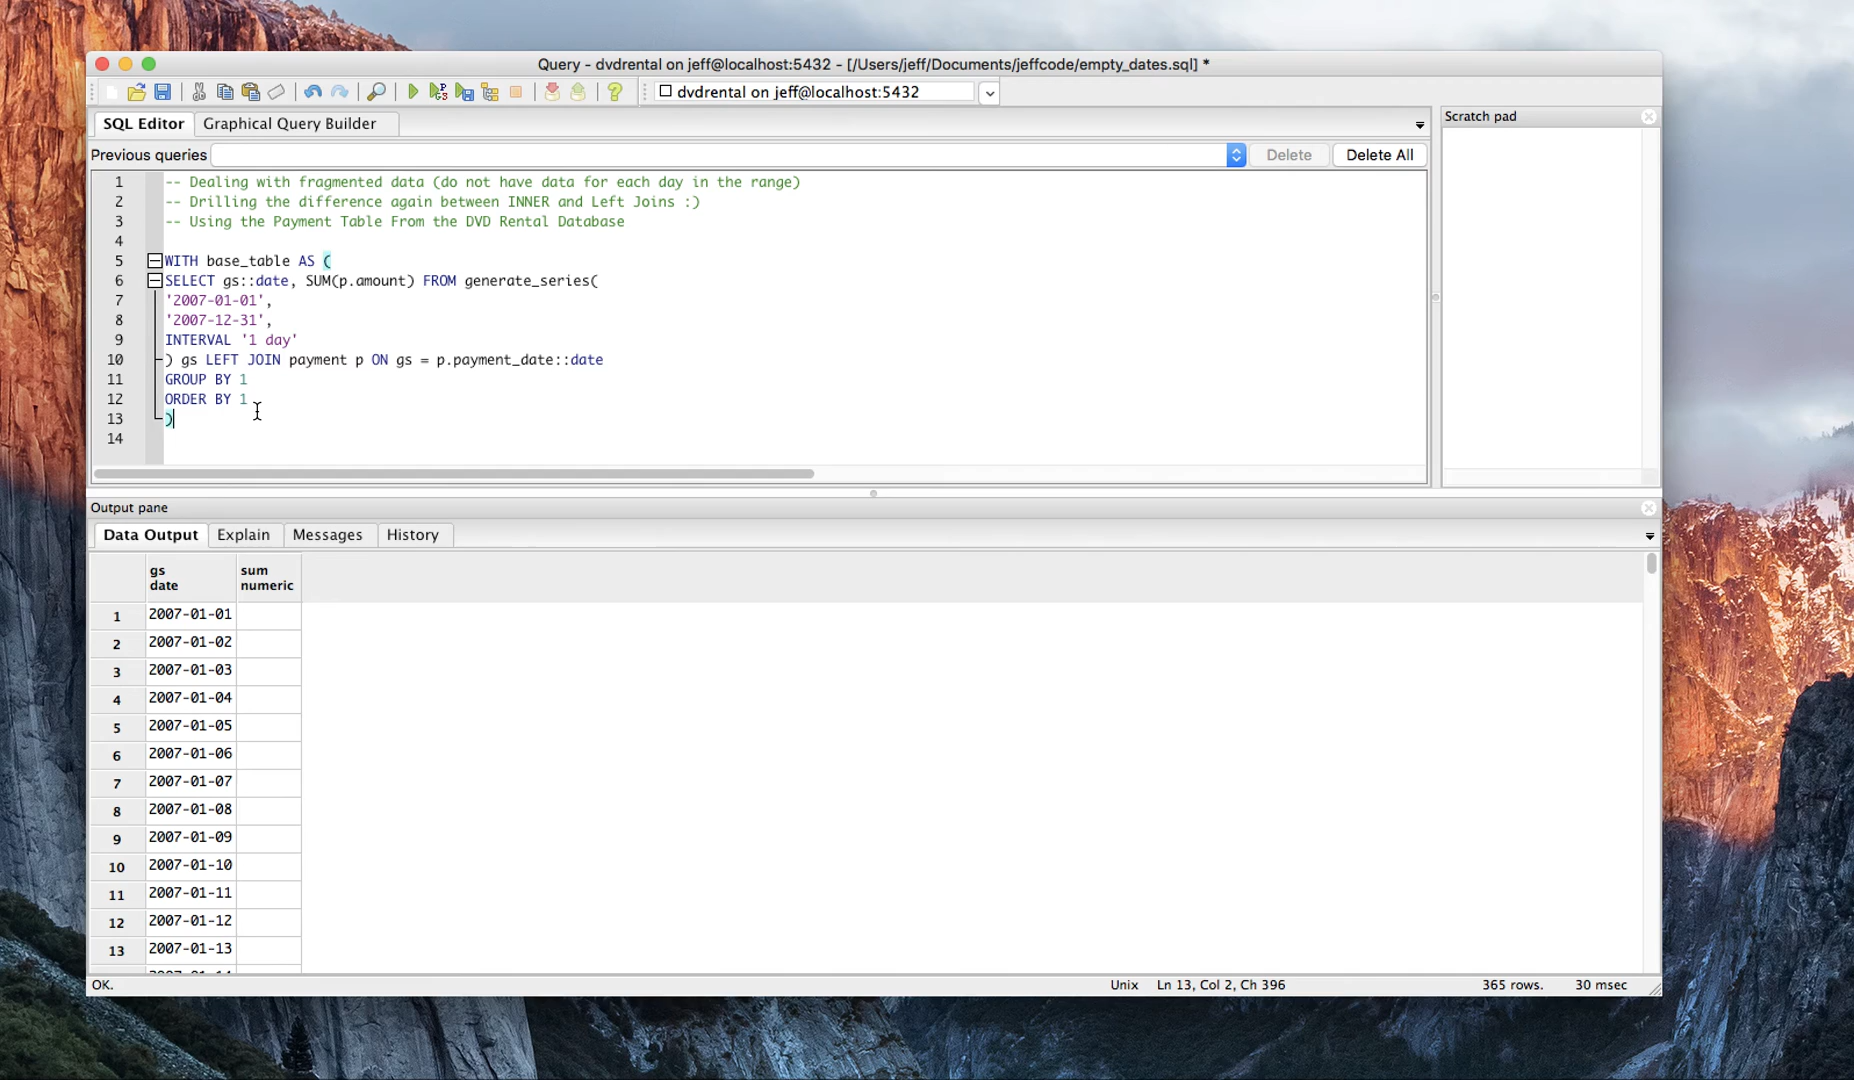 Query - dvdrental on jeff@localhost:5432 - [/Users/jeff/Documents/jeffcode/empty_dates.sql] *
dvdrental on jeff@localhost:5432
SQL Editor Graphical Query Builder
Scratch pad
Previous queries Delete Delete All
1 -- Dealing with fragmented data (do not have data for each day in the range)
2 -- Drilling the difference again between INNER and Left Joins :)
3 -- Using the Payment Table From the DVD Rental Database
4
5 WITH base_table AS (
6 SELECT gs::date, SUM(p.amount) FROM generate_series(
7 '2007-01-01',
8 '2007-12-31',
9 INTERVAL '1 day'
10 ) gs LEFT JOIN payment p ON gs = p.payment_date::date
11 GROUP BY 1
12 ORDER BY 1
13 )
14
Output pane
Data Output Explain Messages History
gs sum
date numeric
1 2007-01-01
2 2007-01-02
3 2007-01-03
4 2007-01-04
5 2007-01-05
6 2007-01-06
7 2007-01-07
8 2007-01-08
9 2007-01-09
10 2007-01-10
11 2007-01-11
12 2007-01-12
13 2007-01-13
OK. Unix Ln 13, Col 2, Ch 396 365 rows. 30 msec